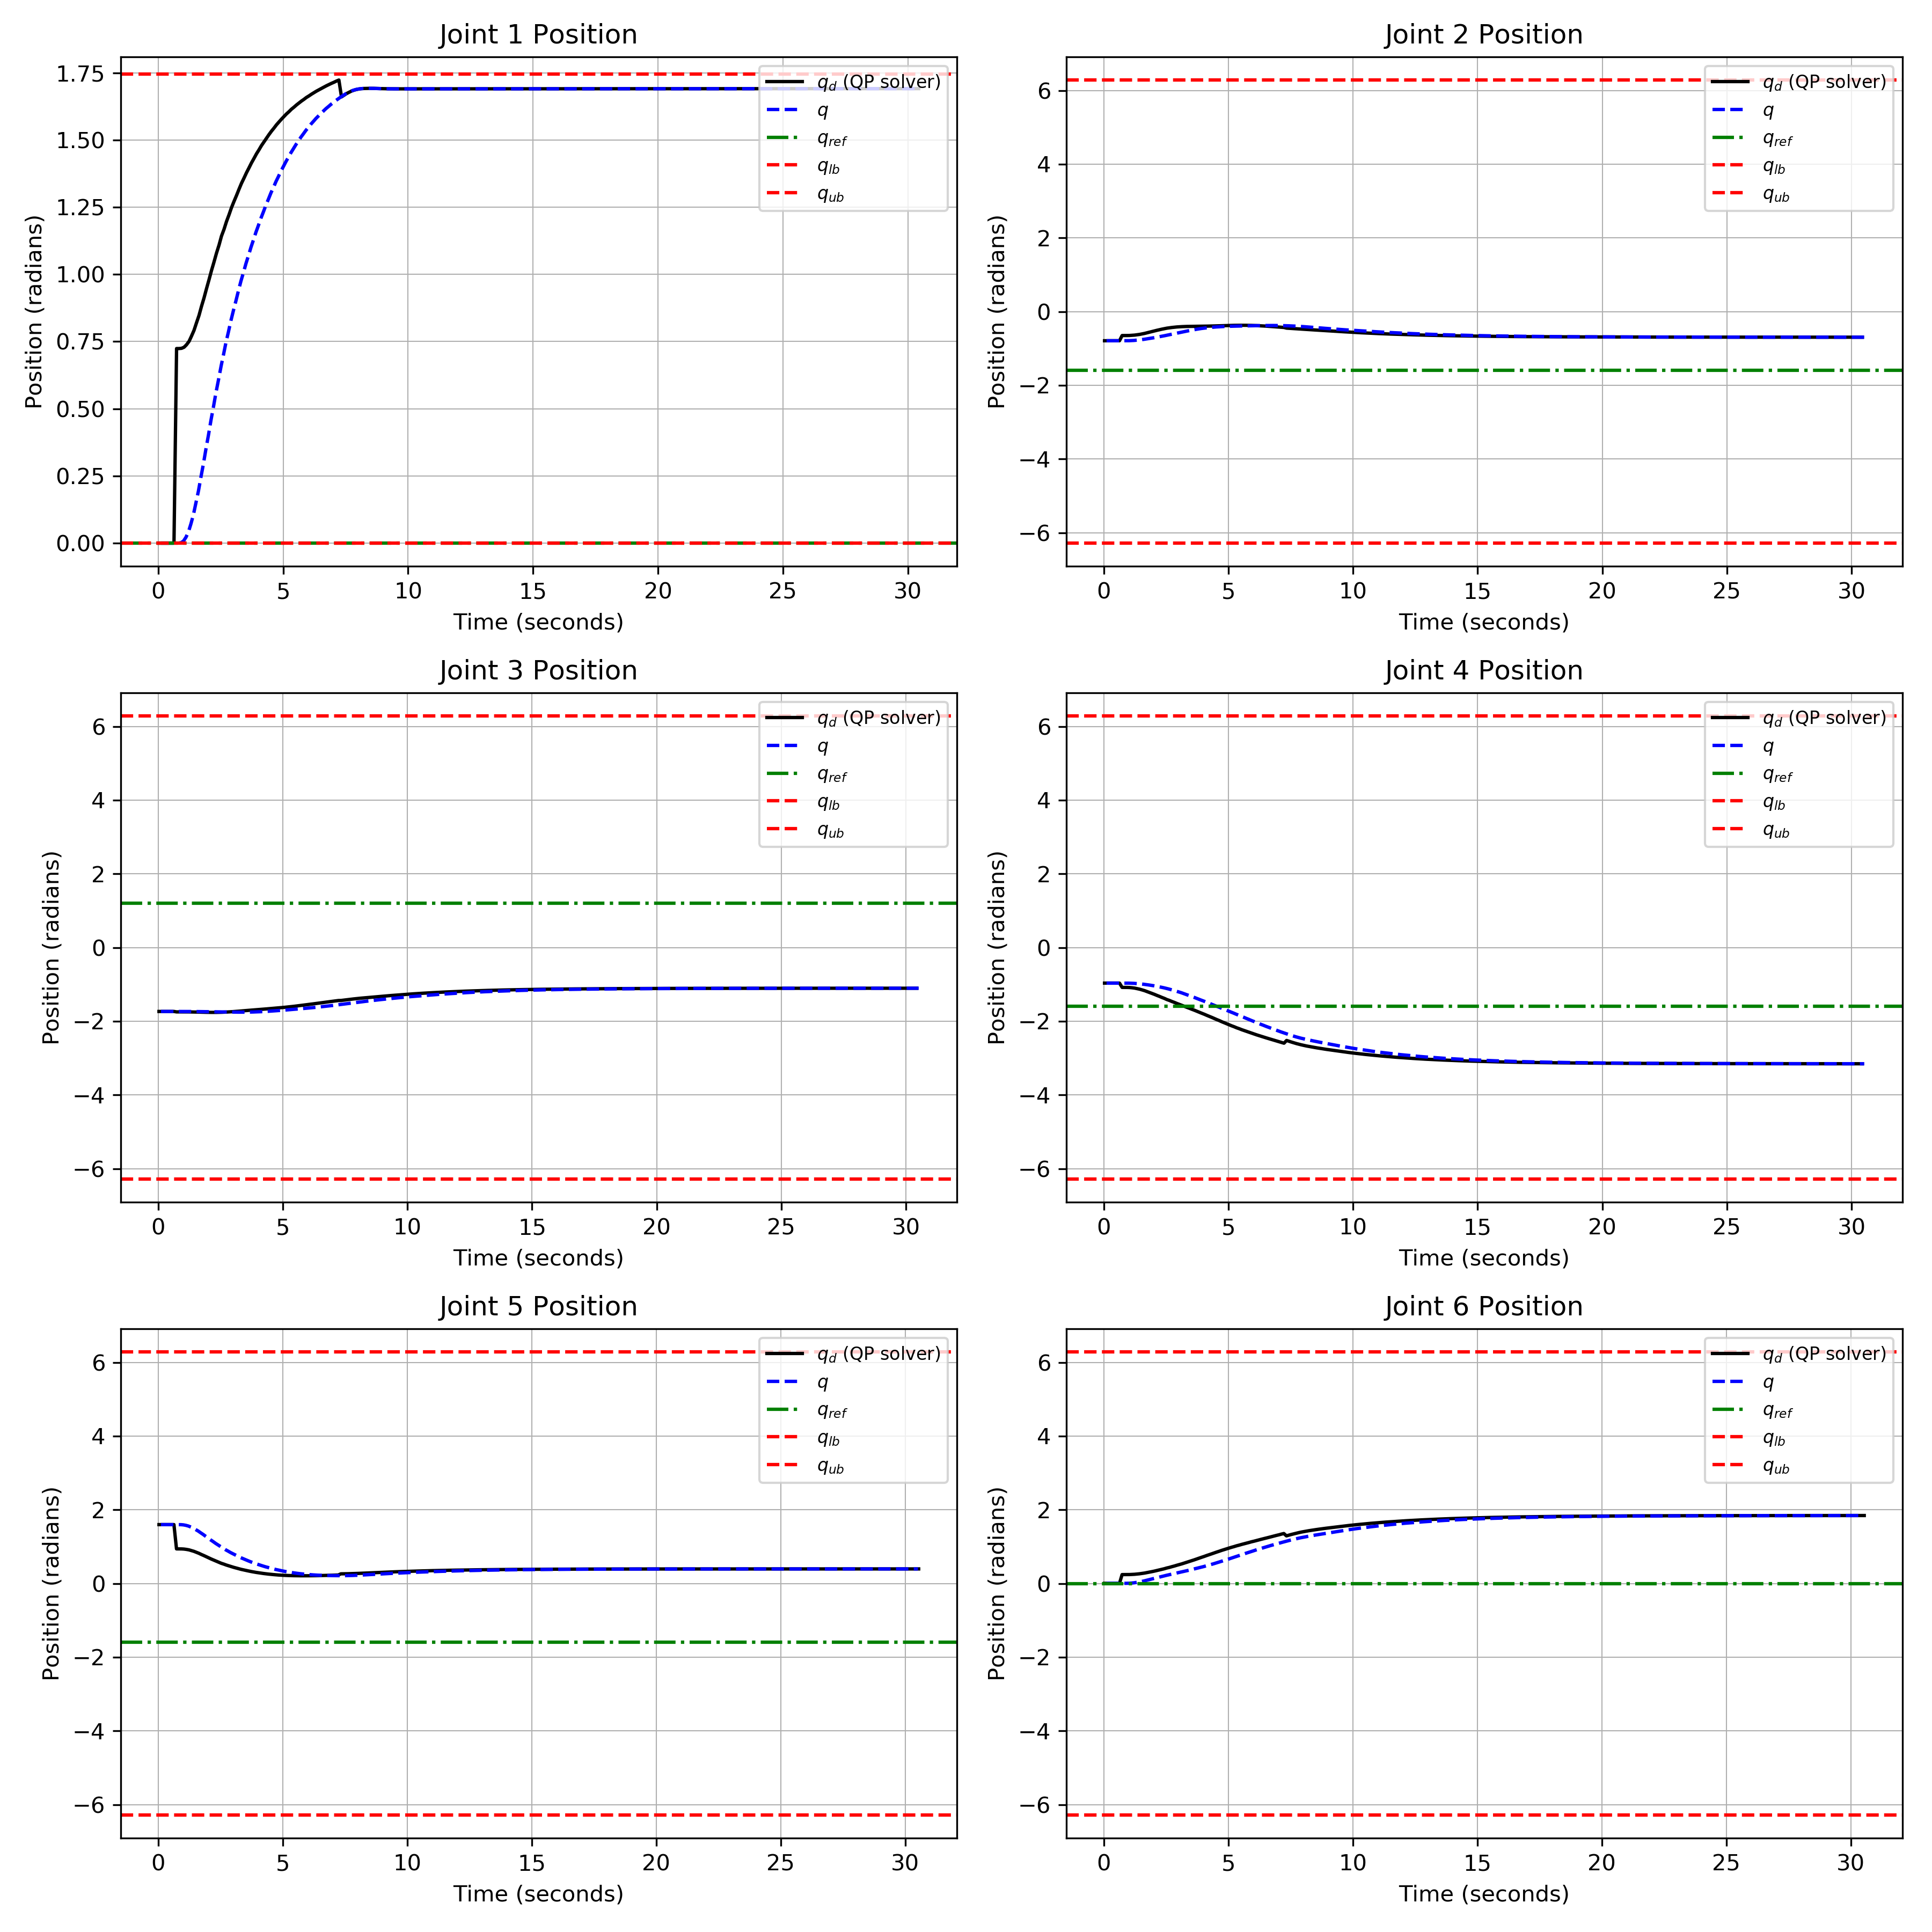 Joint 1 Position
Position (radians)
1.75
1.50
1.25
1.00
0.75
0.50
0.25
0.00
0 5 10 15 20 25 30
Time (seconds)
q_d (QP solver)
q
q_ref
q_lb
q_ub
Joint 2 Position
Position (radians)
6
4
2
0
−2
−4
−6
0 5 10 15 20 25 30
Time (seconds)
q_d (QP solver)
q
q_ref
q_lb
q_ub
Joint 3 Position
Position (radians)
6
4
2
0
−2
−4
−6
0 5 10 15 20 25 30
Time (seconds)
q_d (QP solver)
q
q_ref
q_lb
q_ub
Joint 4 Position
Position (radians)
6
4
2
0
−2
−4
−6
0 5 10 15 20 25 30
Time (seconds)
q_d (QP solver)
q
q_ref
q_lb
q_ub
Joint 5 Position
Position (radians)
6
4
2
0
−2
−4
−6
0 5 10 15 20 25 30
Time (seconds)
q_d (QP solver)
q
q_ref
q_lb
q_ub
Joint 6 Position
Position (radians)
6
4
2
0
−2
−4
−6
0 5 10 15 20 25 30
Time (seconds)
q_d (QP solver)
q
q_ref
q_lb
q_ub